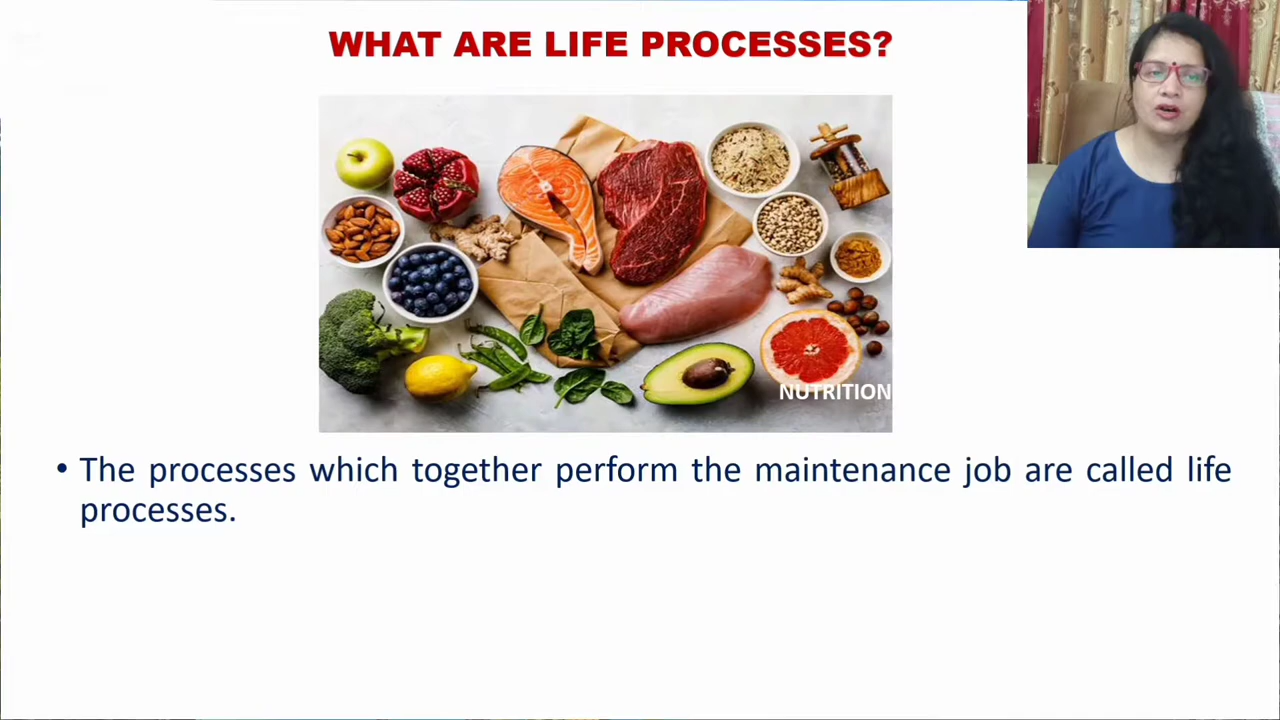 WHAT ARE LIFE PROCESSES?
NUTRITION
• The processes which together perform the maintenance job are called life
processes.